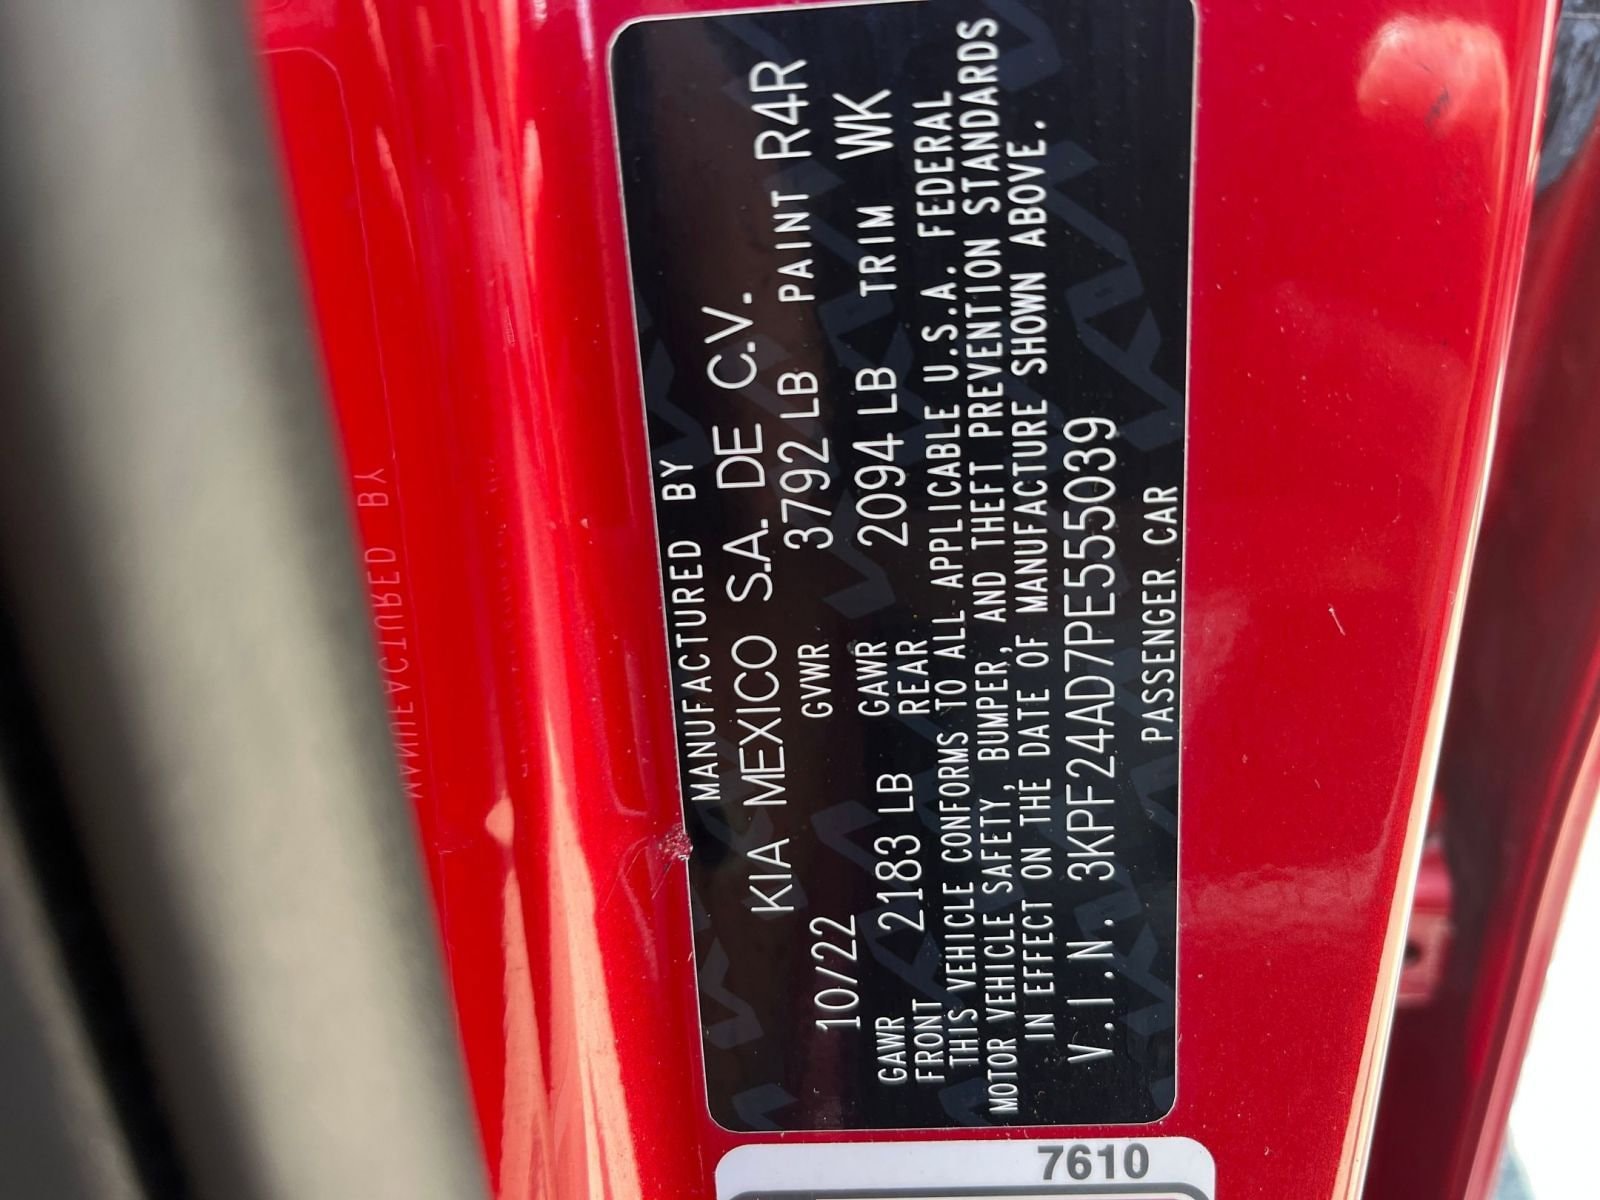 MANUFACTURED BY
KIA MEXICO S.A. DE C.V.
10/22 GVWR 3792 LB PAINT R4R
GAWR FRONT 2183 LB GAWR REAR 2094 LB TRIM WK
THIS VEHICLE CONFORMS TO ALL APPLICABLE U.S.A. FEDERAL
MOTOR VEHICLE SAFETY, BUMPER, AND THEFT PREVENTION STANDARDS
IN EFFECT ON THE DATE OF MANUFACTURE SHOWN ABOVE.
V.I.N. 3KPF24AD7PE555039
PASSENGER CAR
7610
MANUFACTURED BY